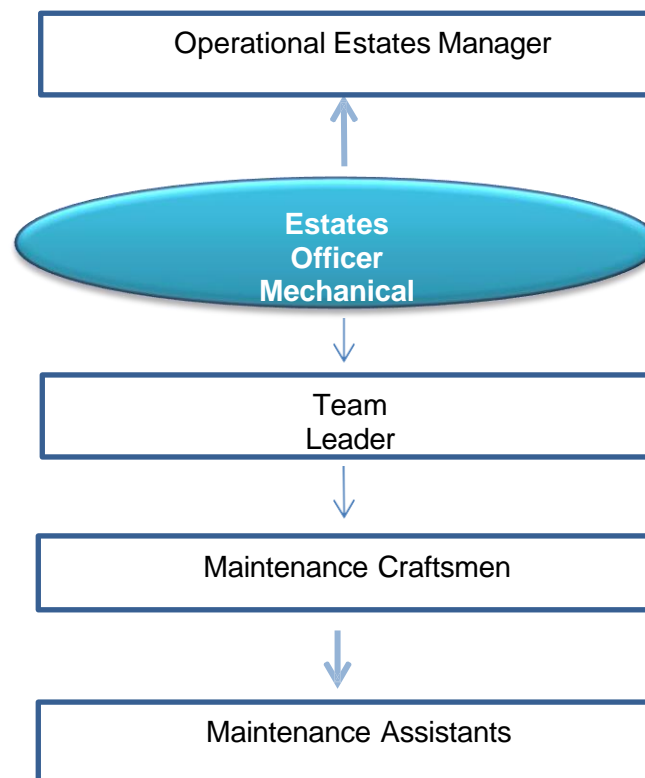 Operational Estates Manager
Estates
Officer
Mechanical
Team
Leader
Maintenance Craftsmen
Maintenance Assistants